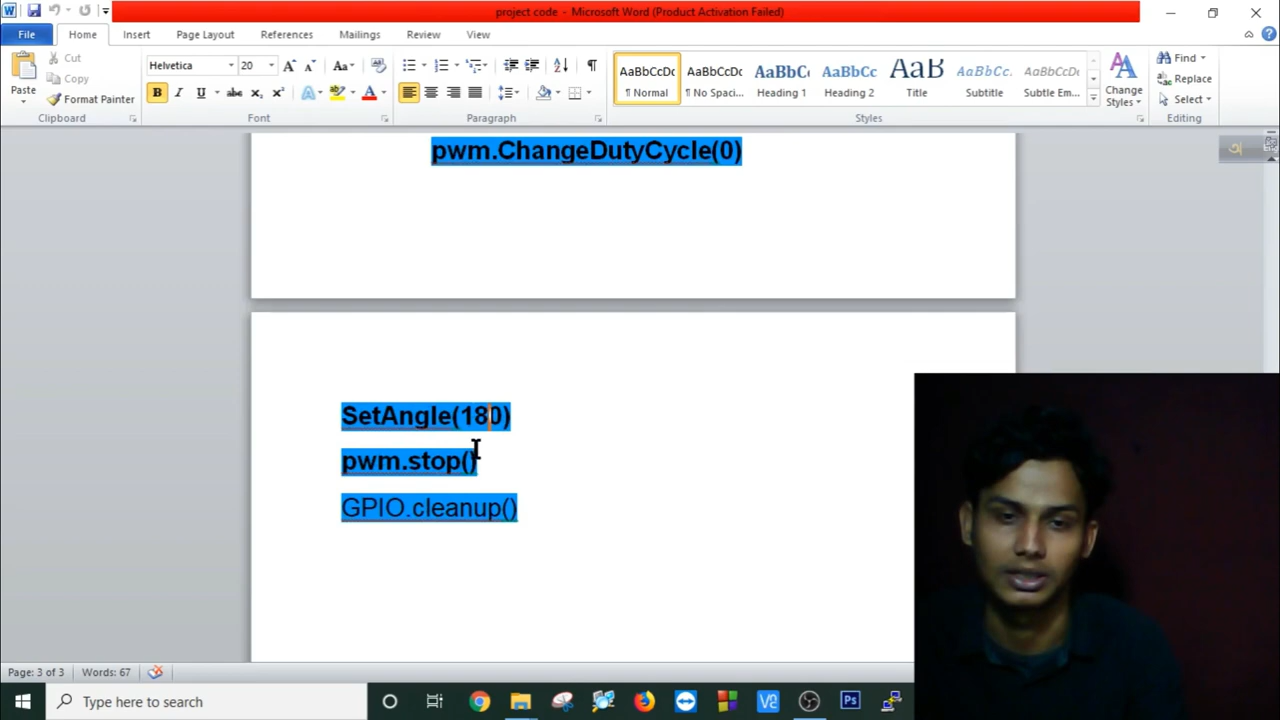 project code - Microsoft Word (Product Activation Failed)
File Home Insert Page Layout References Mailings Review View
Paste
Cut
Copy
Format Painter
Clipboard
Helvetica 20
Font
Paragraph
AaBbCcDc AaBbCcDc AaBbC AaBbCc AaB AaBbCc. AaBbCcDc.
¶ Normal ¶ No Spaci... Heading 1 Heading 2 Title Subtitle Subtle Em...
Change Styles
Styles
Find
Replace
Select
Editing
pwm.ChangeDutyCycle(0)
SetAngle(180)
pwm.stop()
GPIO.cleanup()
Page: 3 of 3 Words: 67
Type here to search
Ps